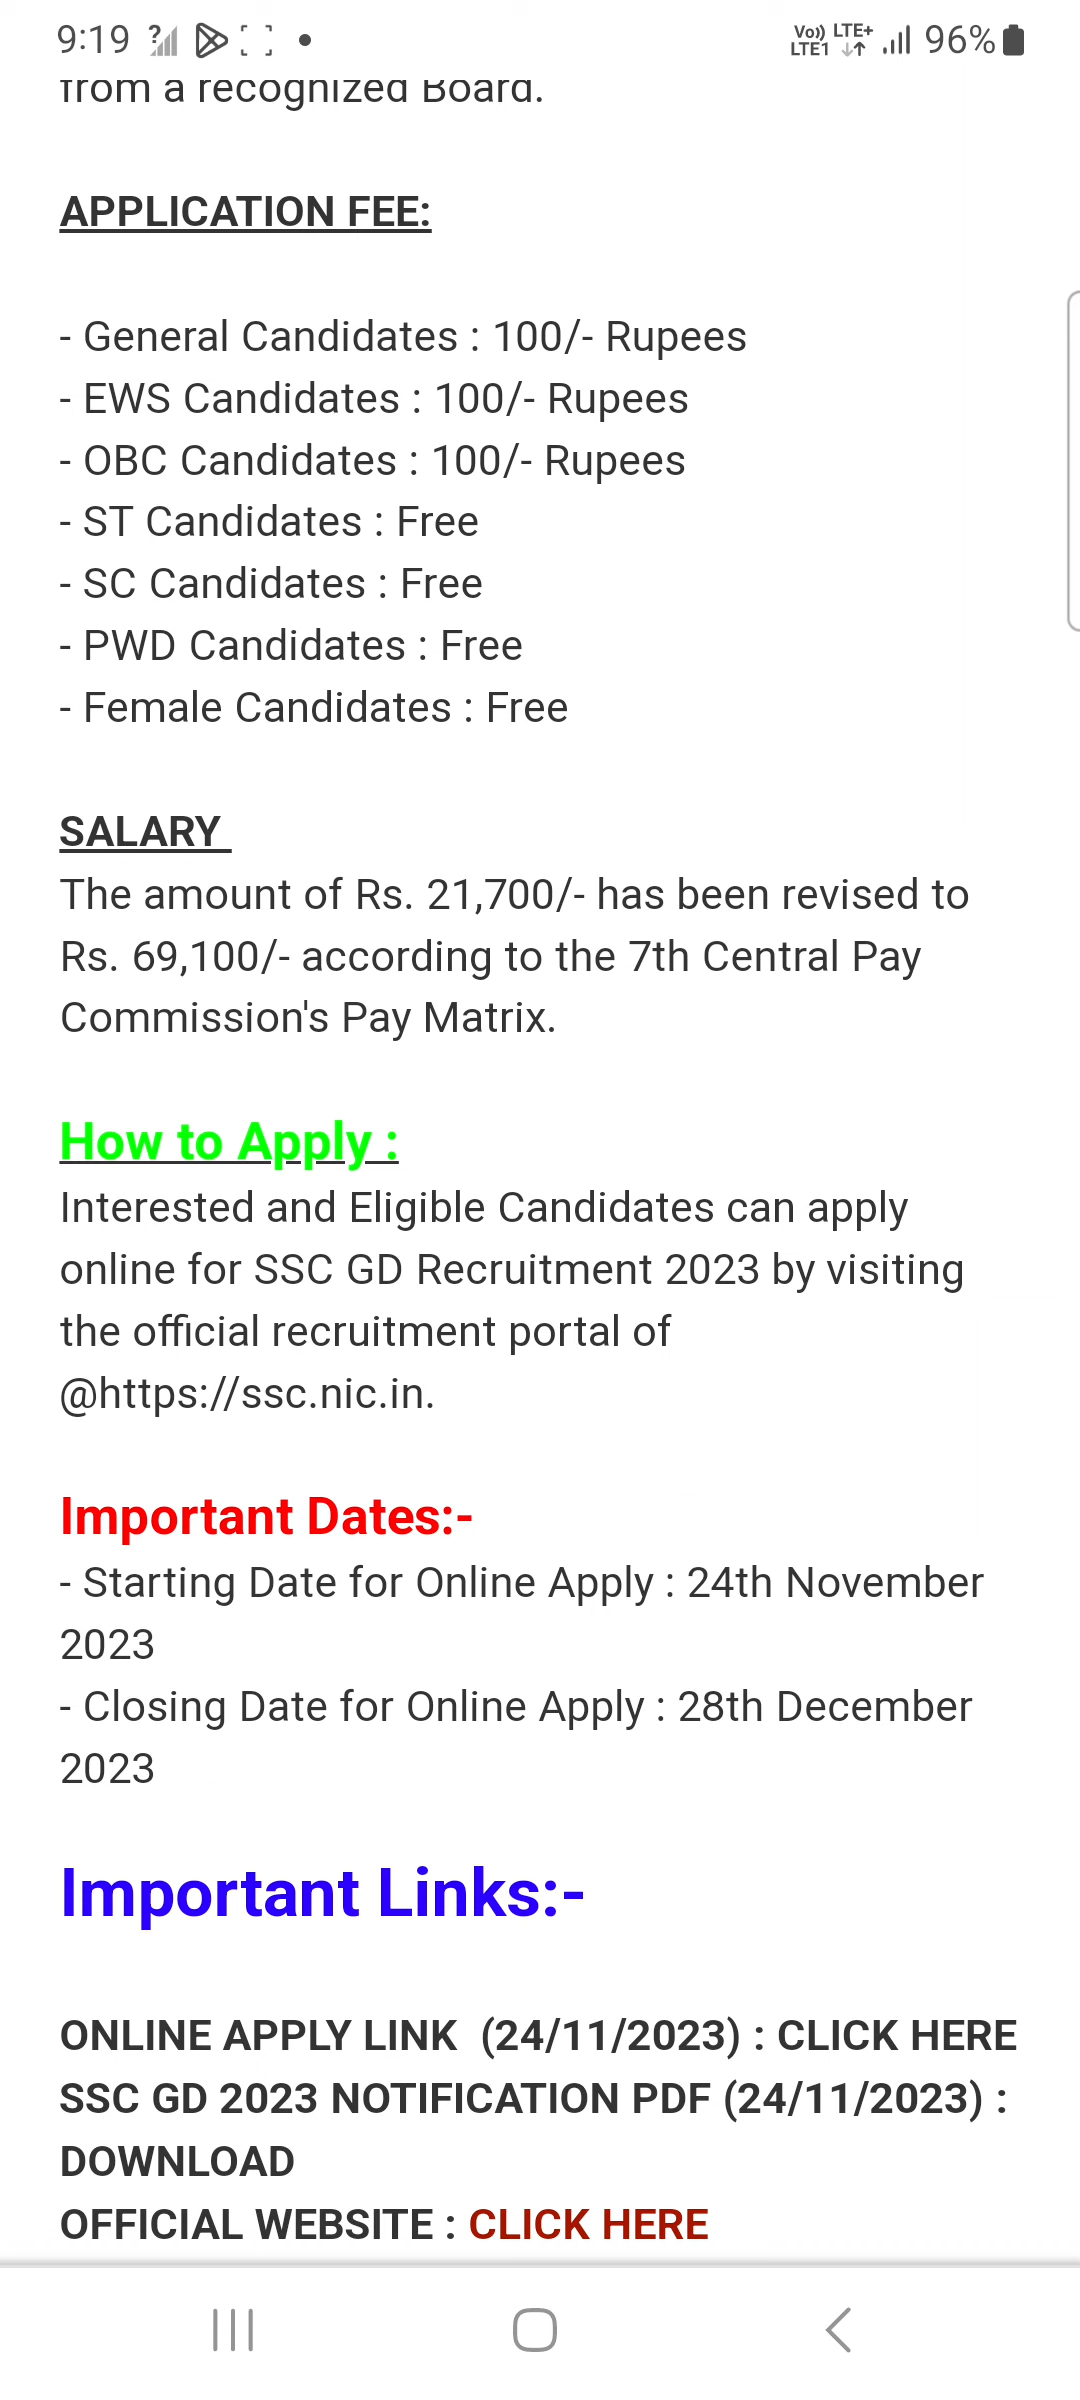 9:19 Vo)) LTE+ LTE1 96%
from a recognized Board.
APPLICATION FEE:
- General Candidates : 100/- Rupees
- EWS Candidates : 100/- Rupees
- OBC Candidates : 100/- Rupees
- ST Candidates : Free
- SC Candidates : Free
- PWD Candidates : Free
- Female Candidates : Free
SALARY
The amount of Rs. 21,700/- has been revised to
Rs. 69,100/- according to the 7th Central Pay
Commission's Pay Matrix.
How to Apply :
Interested and Eligible Candidates can apply
online for SSC GD Recruitment 2023 by visiting
the official recruitment portal of
@https://ssc.nic.in.
Important Dates:-
- Starting Date for Online Apply : 24th November
2023
- Closing Date for Online Apply : 28th December
2023
Important Links:-
ONLINE APPLY LINK  (24/11/2023) : CLICK HERE
SSC GD 2023 NOTIFICATION PDF (24/11/2023) :
DOWNLOAD
OFFICIAL WEBSITE : CLICK HERE